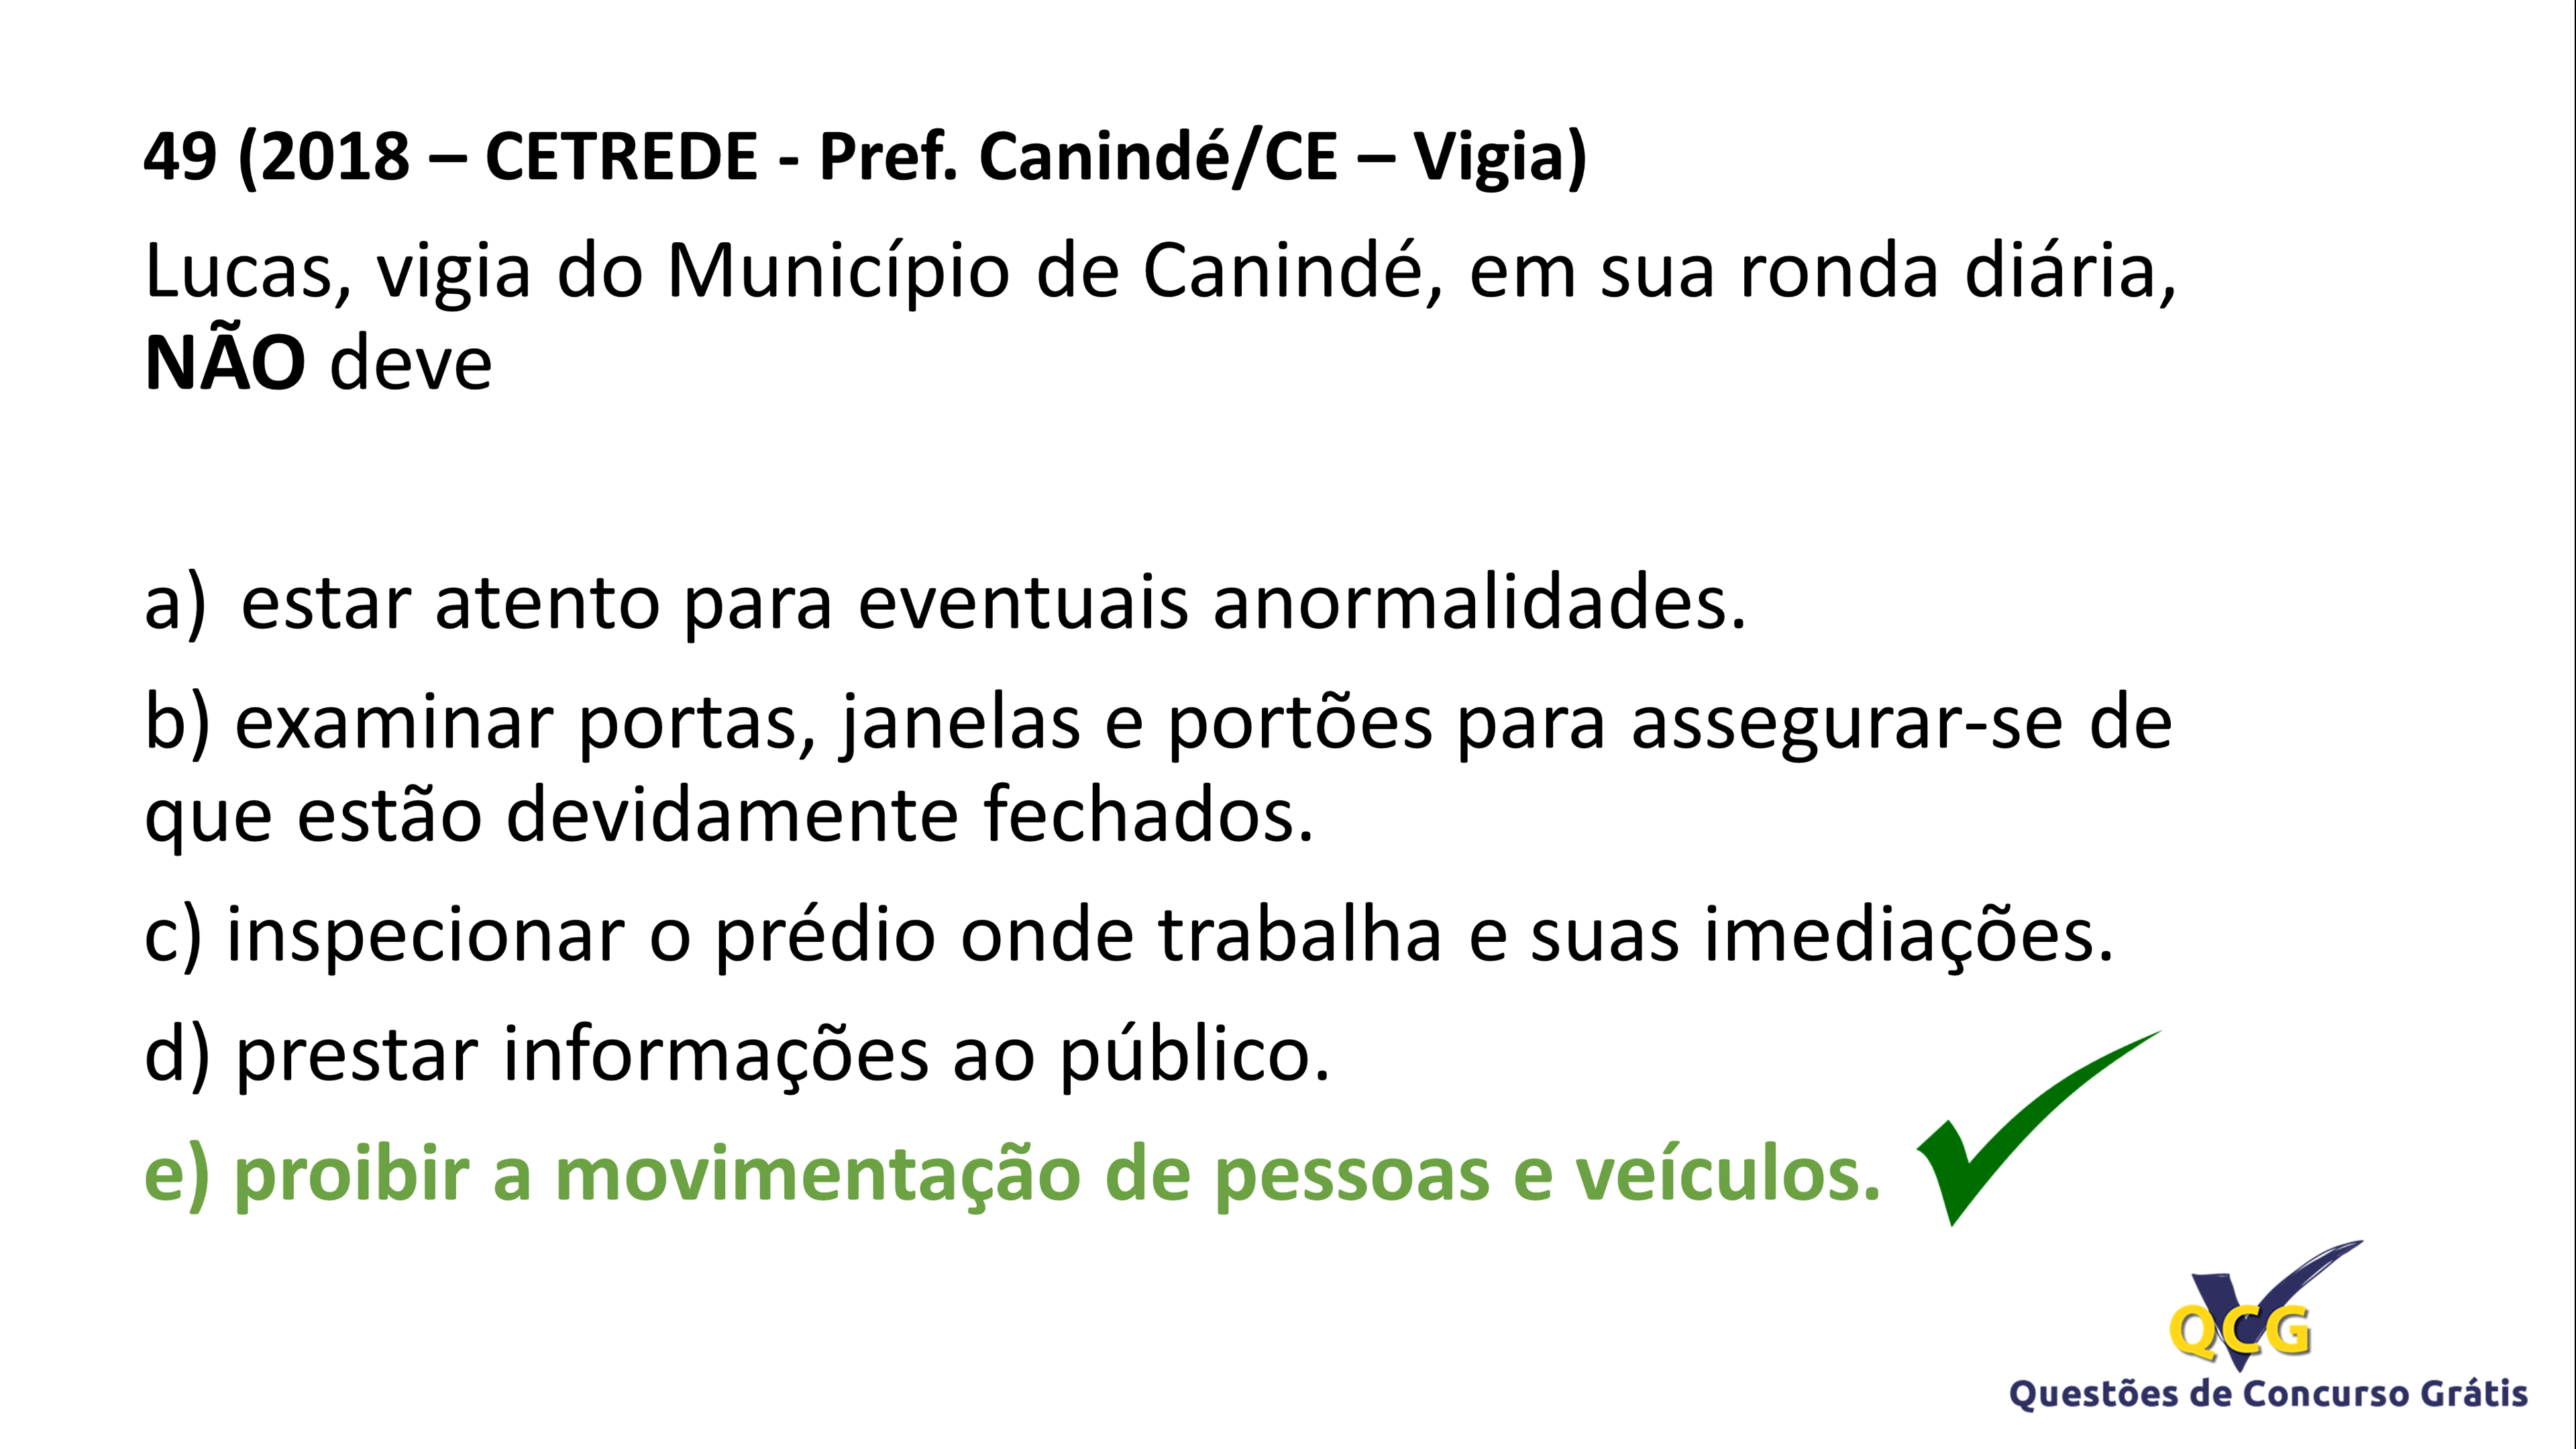 49 (2018 – CETREDE - Pref. Canindé/CE – Vigia)
Lucas, vigia do Município de Canindé, em sua ronda diária,
NÃO deve
a) estar atento para eventuais anormalidades.
b) examinar portas, janelas e portões para assegurar-se de
que estão devidamente fechados.
c) inspecionar o prédio onde trabalha e suas imediações.
d) prestar informações ao público.
e) proibir a movimentação de pessoas e veículos.
QCG
Questões de Concurso Grátis